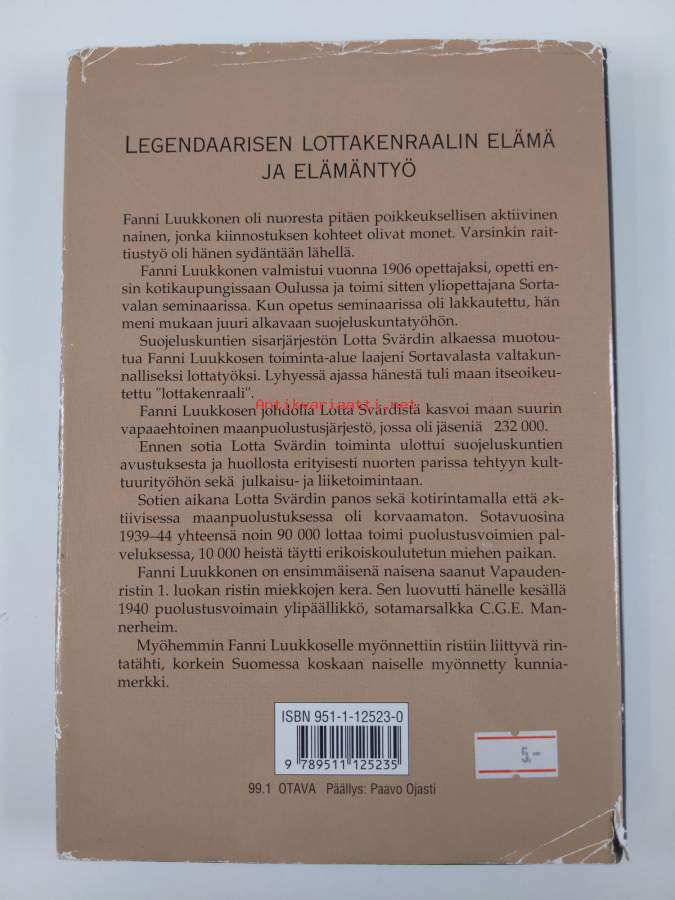 LEGENDAARISEN LOTTAKENRAALIN ELÄMÄ
JA ELÄMÄNTYÖ
Fanni Luukkonen oli nuoresta pitäen poikkeuksellisen aktiivinen
nainen, jonka kiinnostuksen kohteet olivat monet. Varsinkin rait-
tiustyö oli hänen sydäntään lähellä.
Fanni Luukkonen valmistui vuonna 1906 opettajaksi, opetti en-
sin kotikaupungissaan Oulussa ja toimi sitten yliopettajana Sorta-
valan seminaarissa. Kun opetus seminaarissa oli lakkautettu, hän
meni mukaan juuri alkavaan suojeluskuntatyöhön.
Suojeluskuntien sisarjärjestön Lotta Svärdin alkaessa muotou-
tua Fanni Luukkosen toiminta-alue laajeni Sortavalasta valtakun-
nalliseksi lottatyöksi. Lyhyessä ajassa hänestä tuli maan itseoikeu-
tettu "lottakenraali".
Antikvariaatti.net
Fanni Luukkosen johdolla Lotta Svärdistä kasvoi maan suurin
vapaaehtoinen maanpuolustusjärjestö, jossa oli jäseniä 232 000.
Ennen sotia Lotta Svärdin toiminta ulottui suojeluskuntien
avustuksesta ja huollosta erityisesti nuorten parissa tehtyyn kult-
tuurityöhön sekä julkaisu- ja liiketoimintaan.
Sotien aikana Lotta Svärdin panos sekä kotirintamalla että ak-
tiivisessa maanpuolustuksessa oli korvaamaton. Sotavuosina
1939–44 yhteensä noin 90 000 lottaa toimi puolustusvoimien pal-
veluksessa, 10 000 heistä täytti erikoiskoulutetun miehen paikan.
Fanni Luukkonen on ensimmäisenä naisena saanut Vapauden-
ristin 1. luokan ristin miekkojen kera. Sen luovutti hänelle kesällä
1940 puolustusvoimain ylipäällikkö, sotamarsalkka C.G.E. Man-
nerheim.
Myöhemmin Fanni Luukkoselle myönnettiin ristiin liittyvä rin-
tatähti, korkein Suomessa koskaan naiselle myönnetty kunnia-
merkki.
ISBN 951-1-12523-0
9 789511 125235
5,-
99.1 OTAVA Päällys: Paavo Ojasti